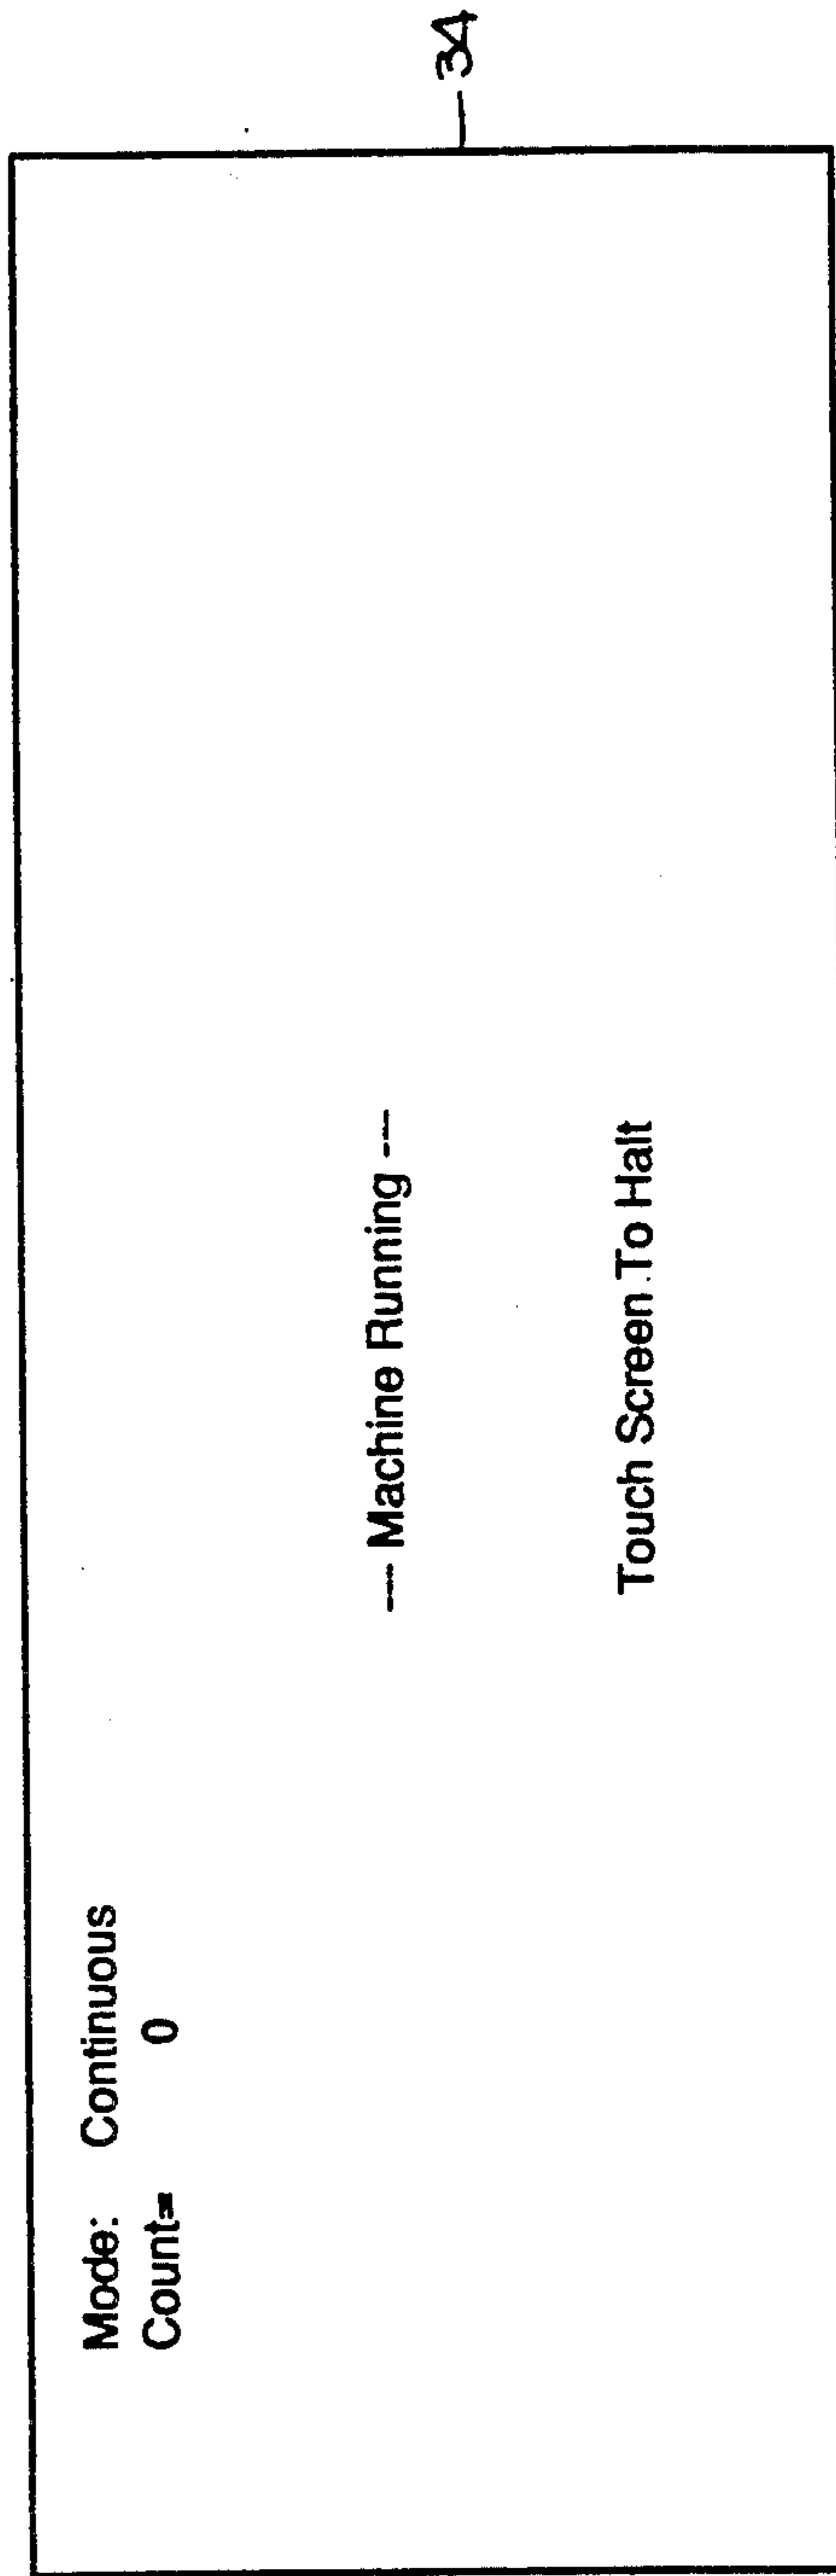 Mode: Continuous
Count= 0
--- Machine Running ---
Touch Screen To Halt
34